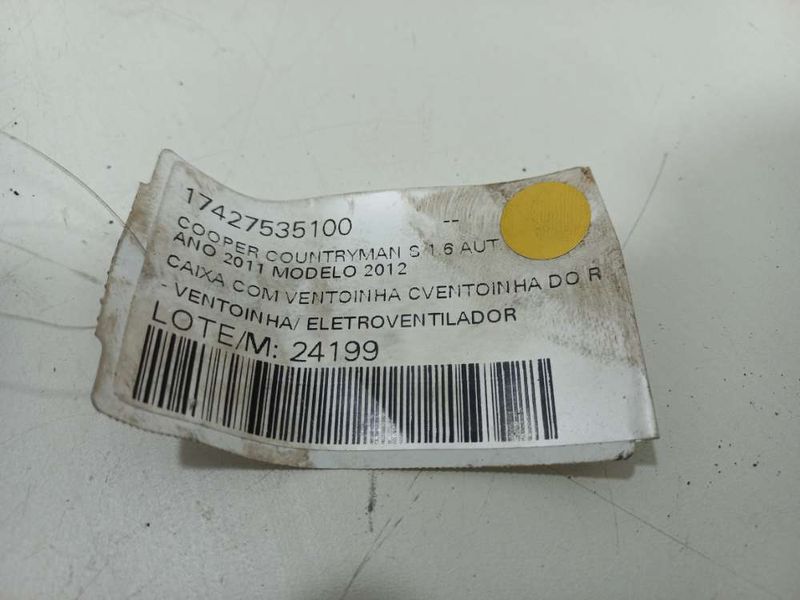 17427535100 --
COOPER COUNTRYMAN S 1.6 AUT
ANO 2011 MODELO 2012
CAIXA COM VENTOINHA CVENTOINHA DO R
- VENTOINHA/ ELETROVENTILADOR
LOTE/M: 24199